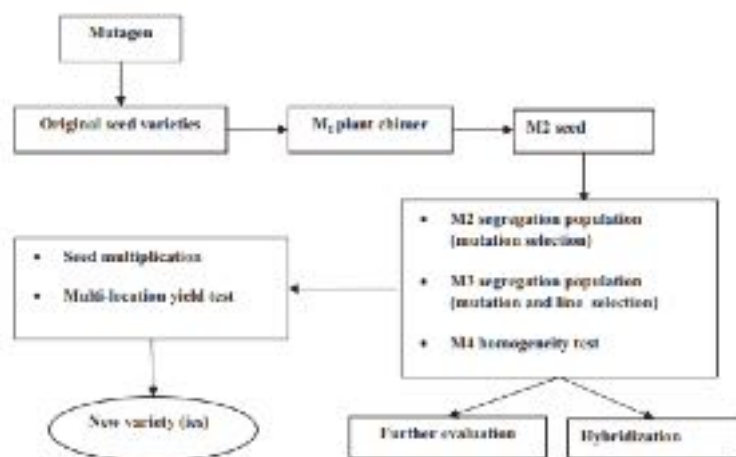 Mutagen
Original seed varieties
M₁ plant chimer
M2 seed
• M2 segregation population
(mutation selection)
• M3 segregation population
(mutation and line selection)
• M4 homogeneity test
• Seed multiplication
• Multi-location yield test
New variety (ies)
Further evaluation
Hybridization